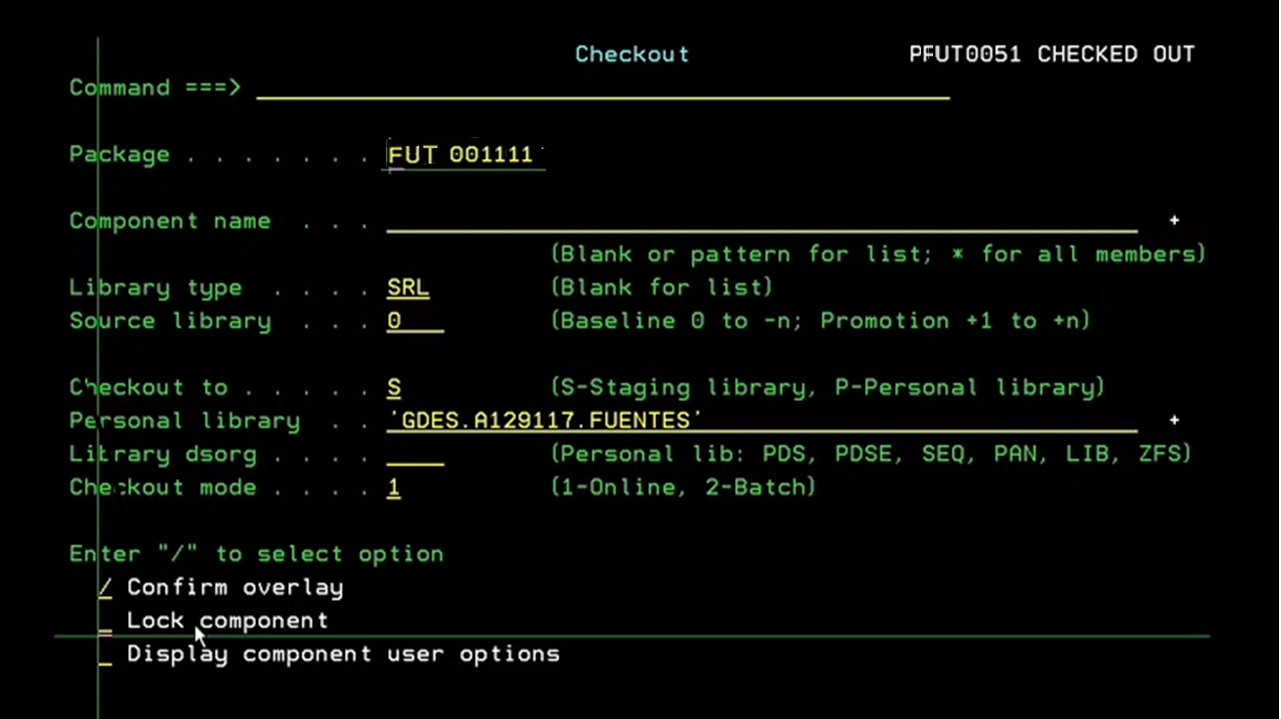 Checkout PFUT0051 CHECKED OUT
Command ===>
Package . . . . . . . FUT 001111
Component name . . . +
(Blank or pattern for list; * for all members)
Library type . . . . SRL (Blank for list)
Source library . . . 0 (Baseline 0 to -n; Promotion +1 to +n)
Checkout to . . . . . S (S-Staging library, P-Personal library)
Personal library . . 'GDES.A129117.FUENTES' +
Library dsorg . . . . (Personal lib: PDS, PDSE, SEQ, PAN, LIB, ZFS)
Checkout mode . . . . 1 (1-Online, 2-Batch)
Enter "/" to select option
/ Confirm overlay
Lock component
Display component user options